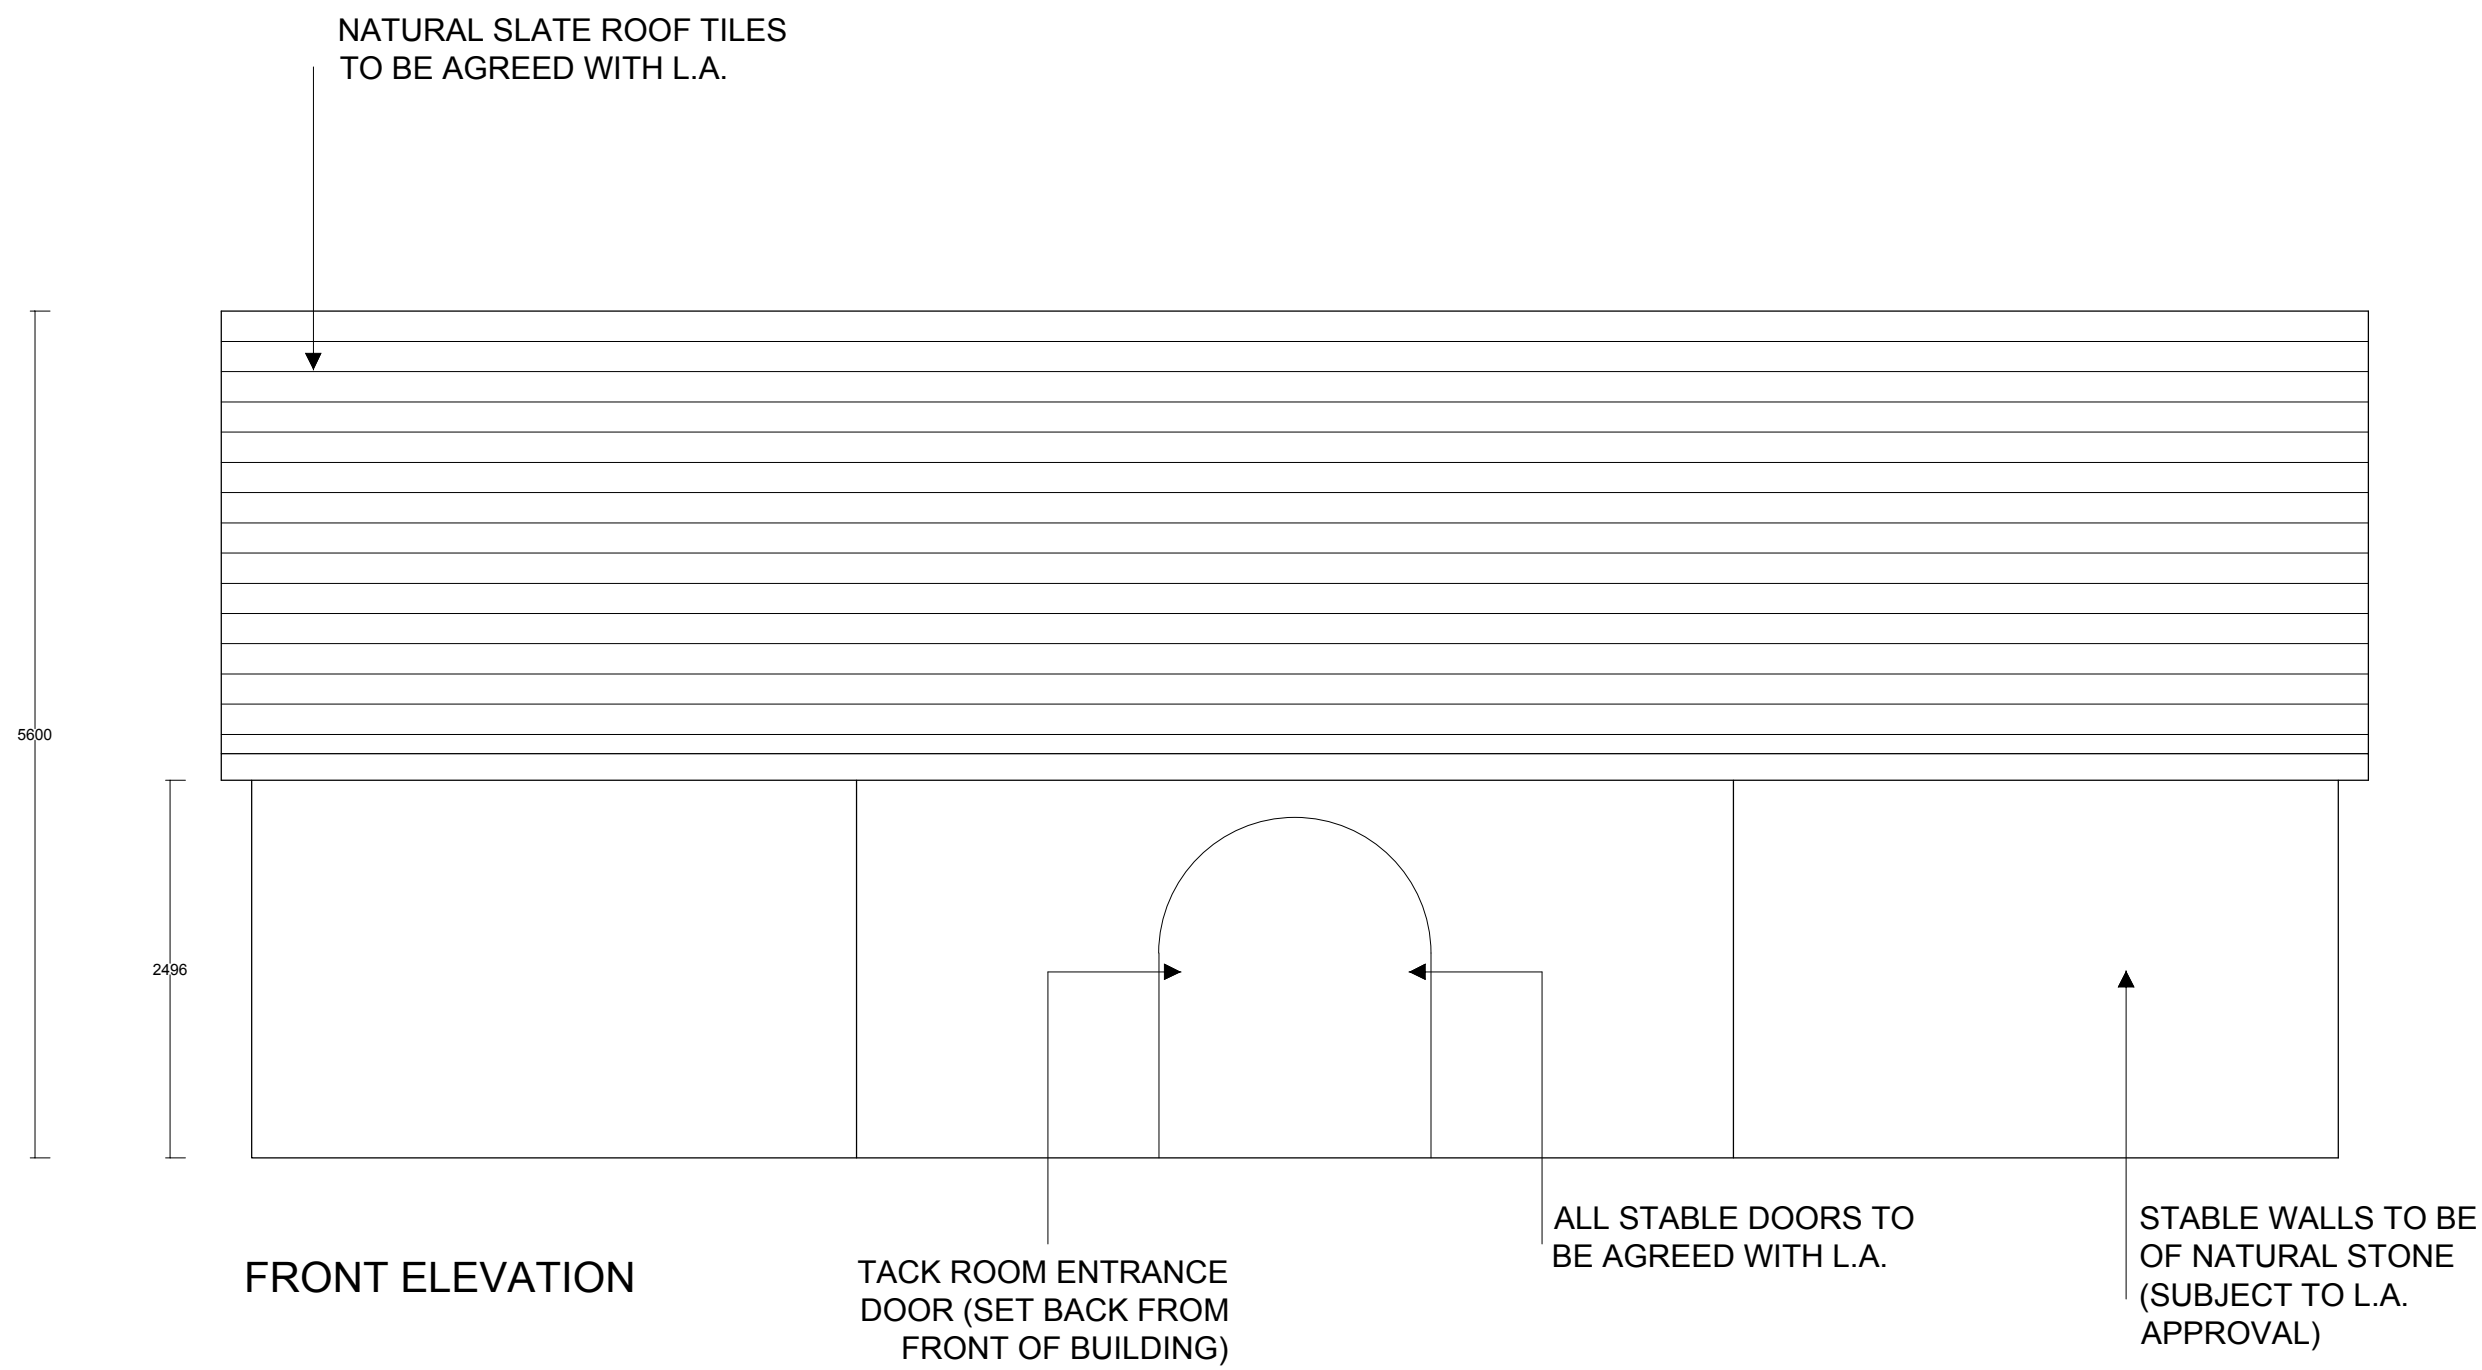 NATURAL SLATE ROOF TILES
TO BE AGREED WITH L.A.
5600
2496
FRONT ELEVATION
TACK ROOM ENTRANCE
DOOR (SET BACK FROM
FRONT OF BUILDING)
ALL STABLE DOORS TO
BE AGREED WITH L.A.
STABLE WALLS TO BE
OF NATURAL STONE
(SUBJECT TO L.A.
APPROVAL)